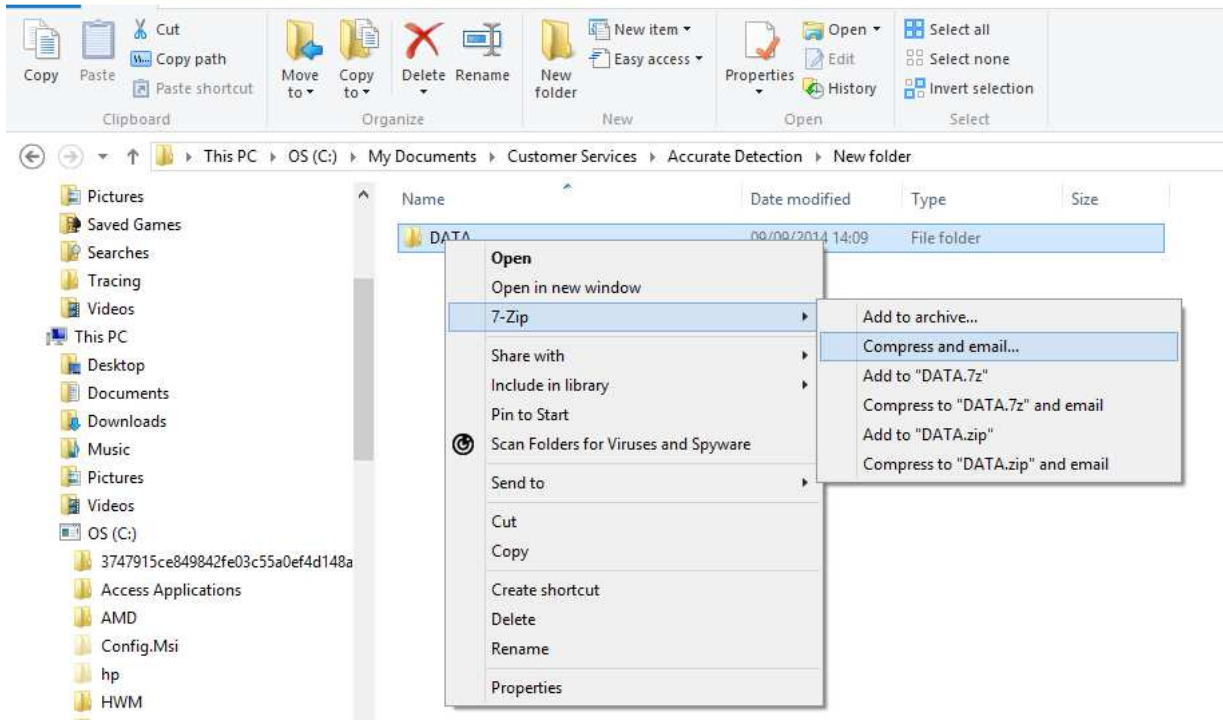 Copy
Paste
Cut
Copy path
Paste shortcut
Clipboard
Move to
Copy to
Delete
Rename
Organize
New folder
New item
Easy access
New
Properties
Open
Edit
History
Open
Select all
Select none
Invert selection
Select
This PC
OS (C:)
My Documents
Customer Services
Accurate Detection
New folder
Pictures
Saved Games
Searches
Tracing
Videos
This PC
Desktop
Documents
Downloads
Music
Pictures
Videos
OS (C:)
3747915ce849842fe03c55a0ef4d148a
Access Applications
AMD
Config.Msi
hp
HWM
Name
Date modified
Type
Size
DATA
09/09/2014 14:09
File folder
Open
Open in new window
7-Zip
Share with
Include in library
Pin to Start
Scan Folders for Viruses and Spyware
Send to
Cut
Copy
Create shortcut
Delete
Rename
Properties
Add to archive...
Compress and email...
Add to "DATA.7z"
Compress to "DATA.7z" and email
Add to "DATA.zip"
Compress to "DATA.zip" and email